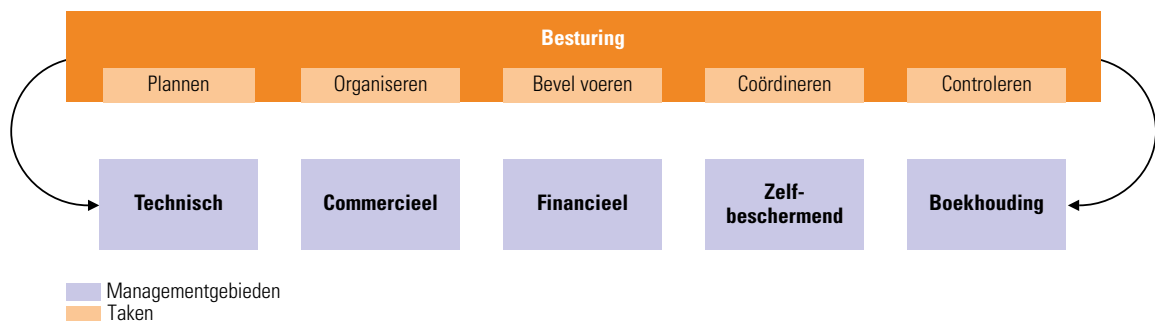 Besturing
Plannen
Organiseren
Bevel voeren
Coördineren
Controleren
Technisch
Commercieel
Financieel
Zelf-
beschermend
Boekhouding
Managementgebieden
Taken